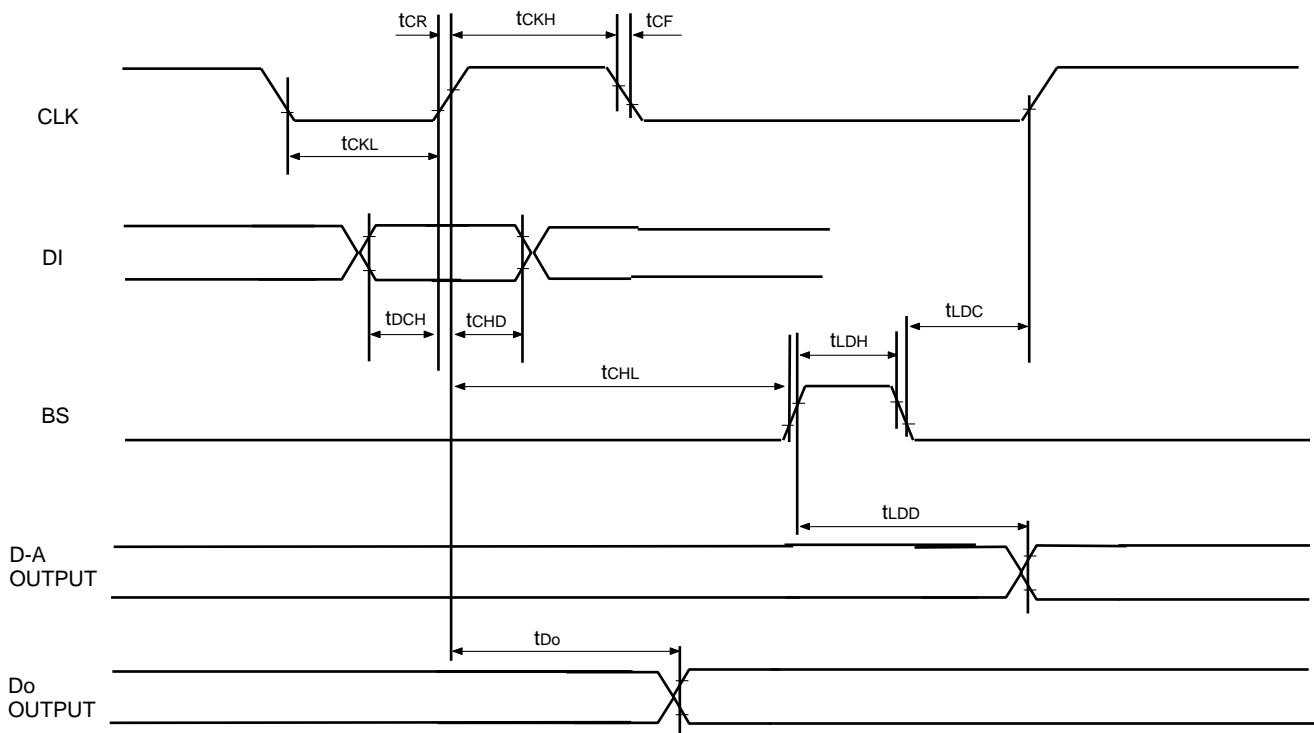 tCR
tCKH
tCF
CLK
tCKL
DI
tDCH
tCHD
tLDC
tLDH
tCHL
BS
tLDD
D-A
OUTPUT
tDo
Do
OUTPUT